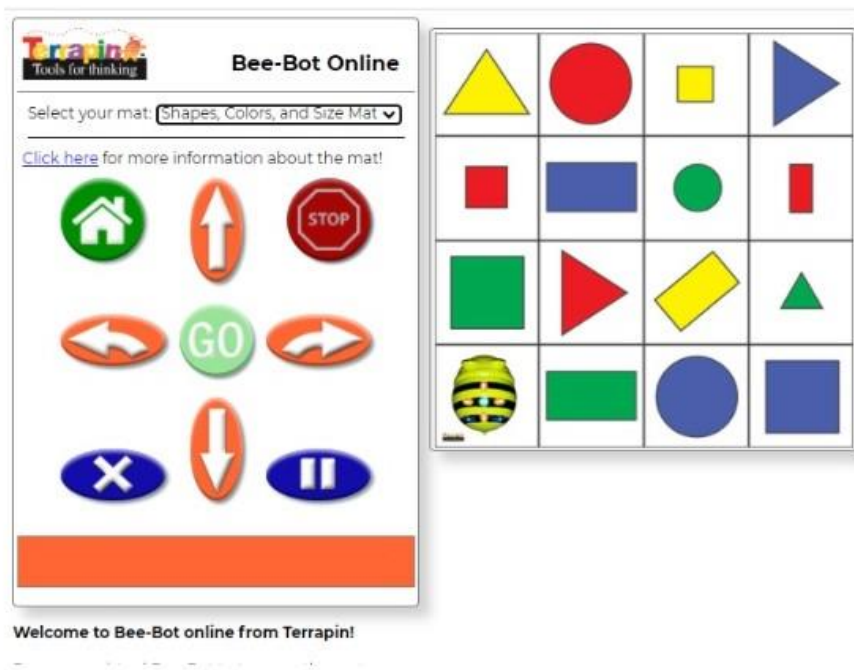 Terrapin
Tools for thinking
Bee-Bot Online
Select your mat: Shapes, Colors, and Size Mat
Click here for more information about the mat!
STOP
GO
Welcome to Bee-Bot online from Terrapin!